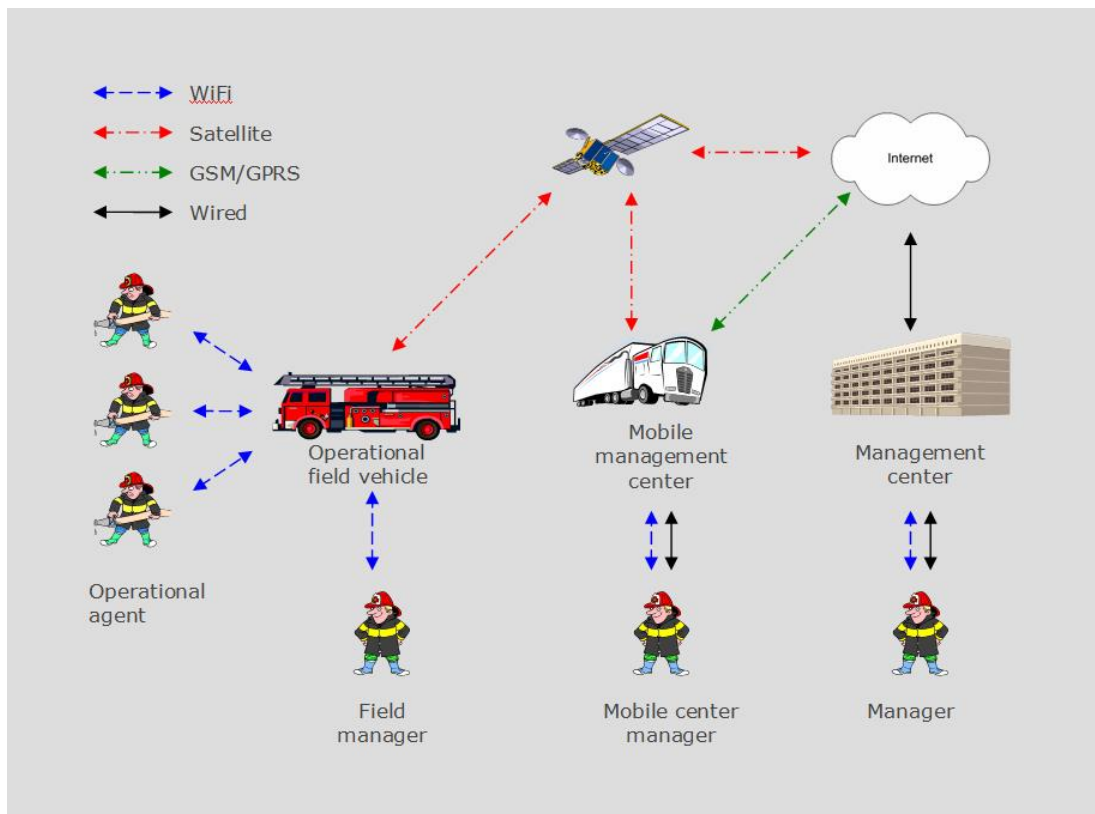 WiFi
Satellite
GSM/GPRS
Wired
Internet
Operational
field vehicle
Mobile
management
center
Management
center
Operational
agent
Field
manager
Mobile center
manager
Manager